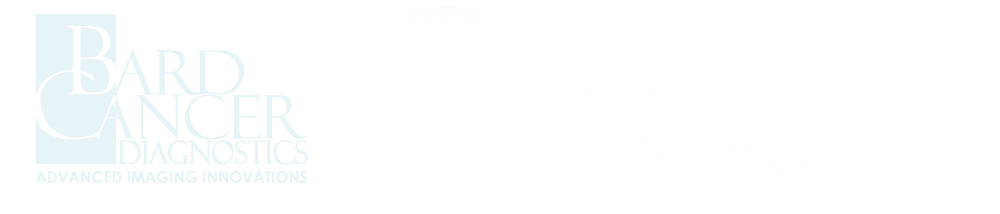 BARD
CANCER
DIAGNOSTICS
ADVANCED IMAGING INNOVATIONS